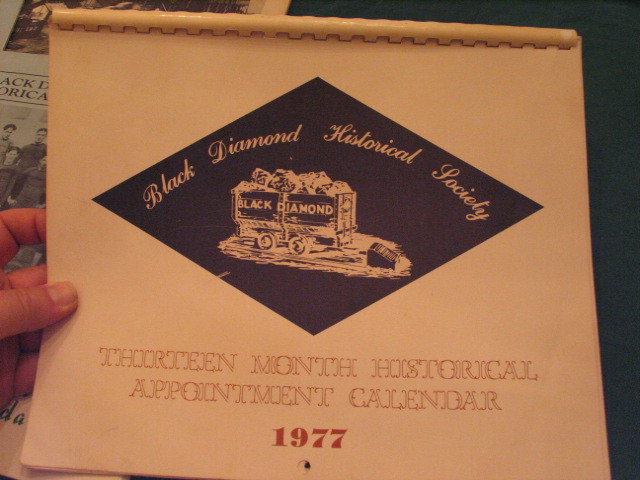 Black Diamond Historical Society
BLACK DIAMOND
THIRTEEN MONTH HISTORICAL
APPOINTMENT CALENDAR
1977